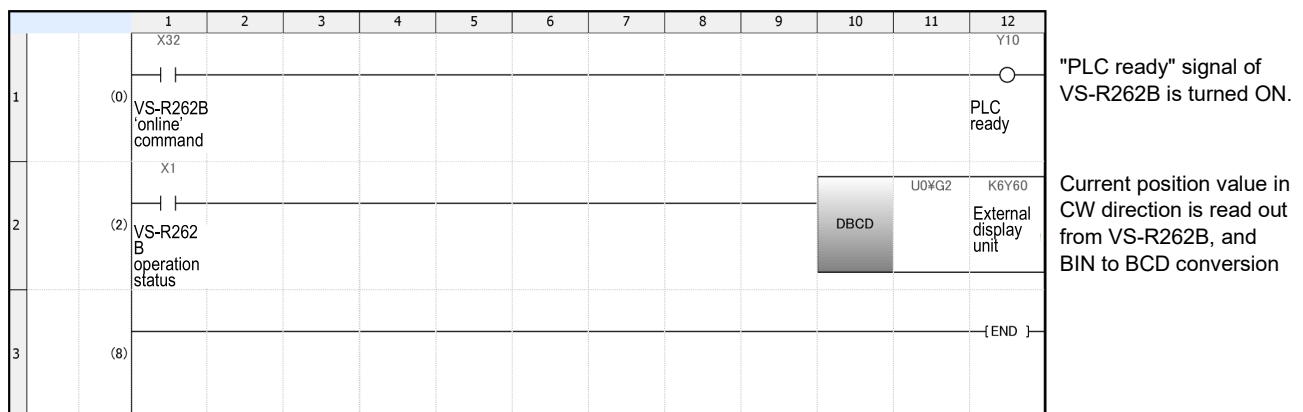 1 2 3 4 5 6 7 8 9 10 11 12
X32 Y10
1 (0)
VS-R262B
‘online’
command
PLC
ready
"PLC ready" signal of
VS-R262B is turned ON.
X1 U0¥G2 K6Y60
2 (2)
VS-R262
B
operation
status
DBCD
External
display
unit
Current position value in
CW direction is read out
from VS-R262B, and
BIN to BCD conversion
3 (8)
[END]